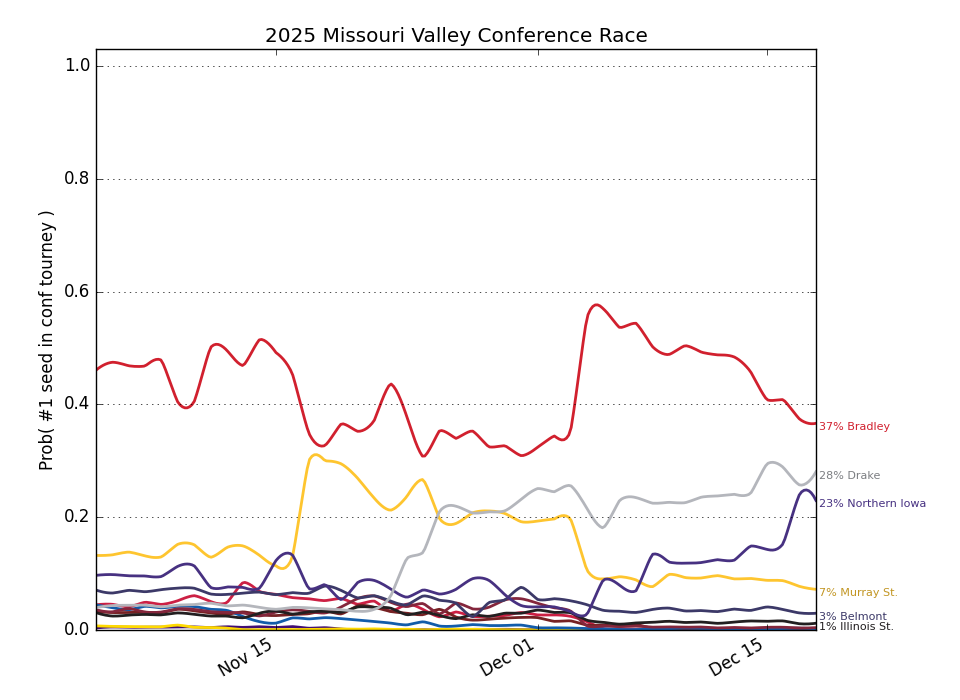 2025 Missouri Valley Conference Race
Prob( #1 seed in conf tourney )
1.0
0.8
0.6
0.4
0.2
0.0
37% Bradley
28% Drake
23% Northern Iowa
7% Murray St.
3% Belmont
1% Illinois St.
Nov 15
Dec 01
Dec 15